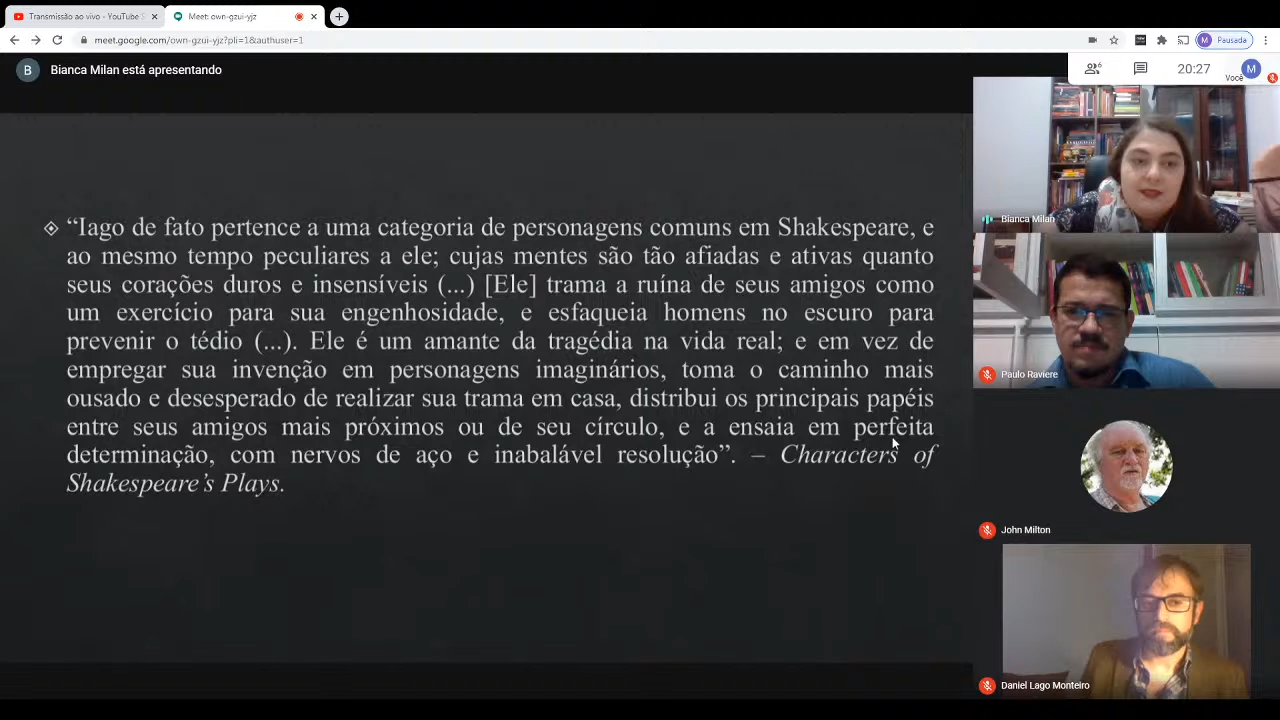 Transmissão ao vivo - YouTube S
Meet: own-gzui-yjz
meet.google.com/own-gzui-yjz?pli=1&authuser=1
M Pausada
B Bianca Milan está apresentando
6
20:27
Você
M
“Iago de fato pertence a uma categoria de personagens comuns em Shakespeare, e
ao mesmo tempo peculiares a ele; cujas mentes são tão afiadas e ativas quanto
seus corações duros e insensíveis (...) [Ele] trama a ruína de seus amigos como
um exercício para sua engenhosidade, e esfaqueia homens no escuro para
prevenir o tédio (...). Ele é um amante da tragédia na vida real; e em vez de
empregar sua invenção em personagens imaginários, toma o caminho mais
ousado e desesperado de realizar sua trama em casa, distribui os principais papéis
entre seus amigos mais próximos ou de seu círculo, e a ensaia em perfeita
determinação, com nervos de aço e inabalável resolução”. – Characters of
Shakespeare’s Plays.
Bianca Milan
Paulo Raviere
John Milton
Daniel Lago Monteiro